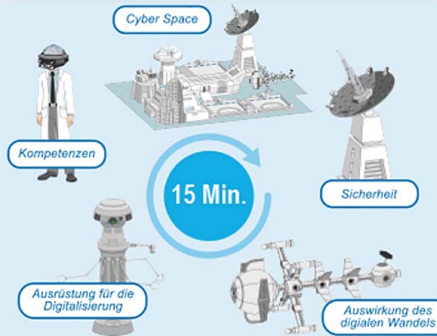 Cyber Space
Kompetenzen
15 Min.
Sicherheit
Ausrüstung für die
Digitalisierung
Auswirkung des
digialen Wandels